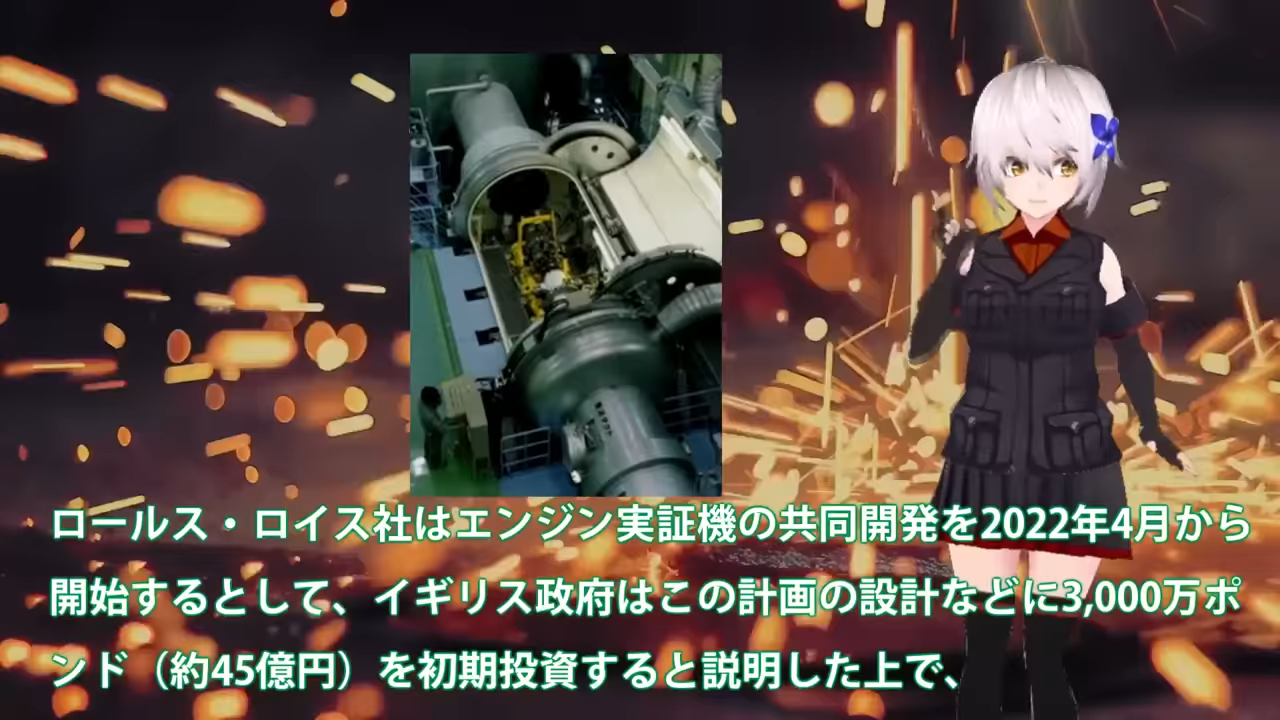 ロールス・ロイス社はエンジン実証機の共同開発を2022年4月から
開始するとして、イギリス政府はこの計画の設計などに3,000万ポ
ンド（約45億円）を初期投資すると説明した上で、